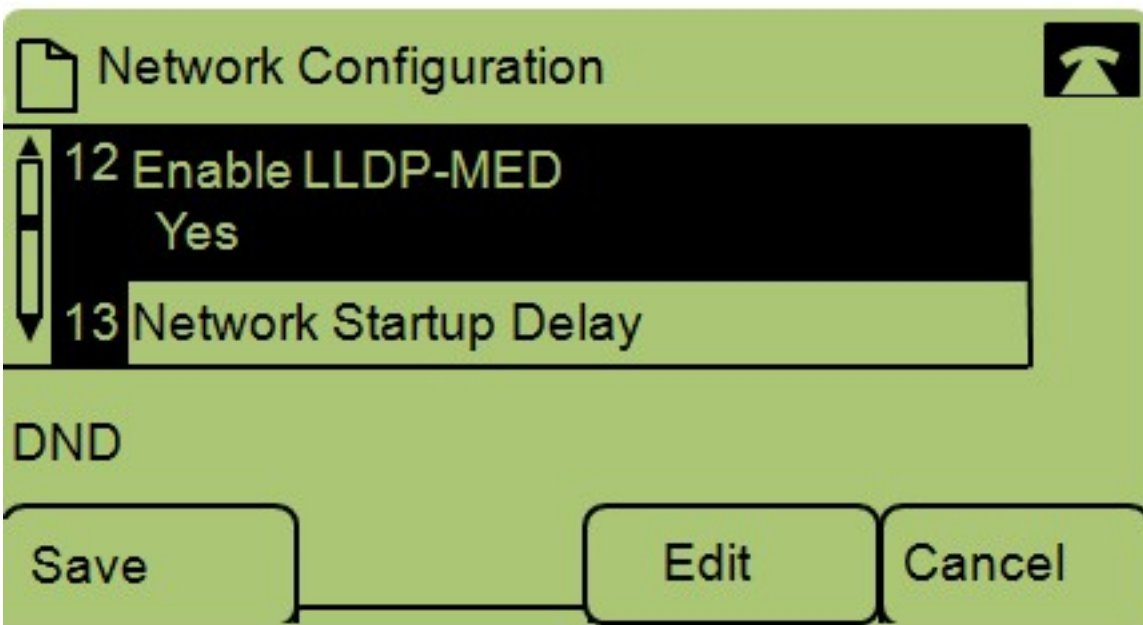 Network Configuration
12 Enable LLDP-MED
Yes
13 Network Startup Delay
DND
Save Edit Cancel